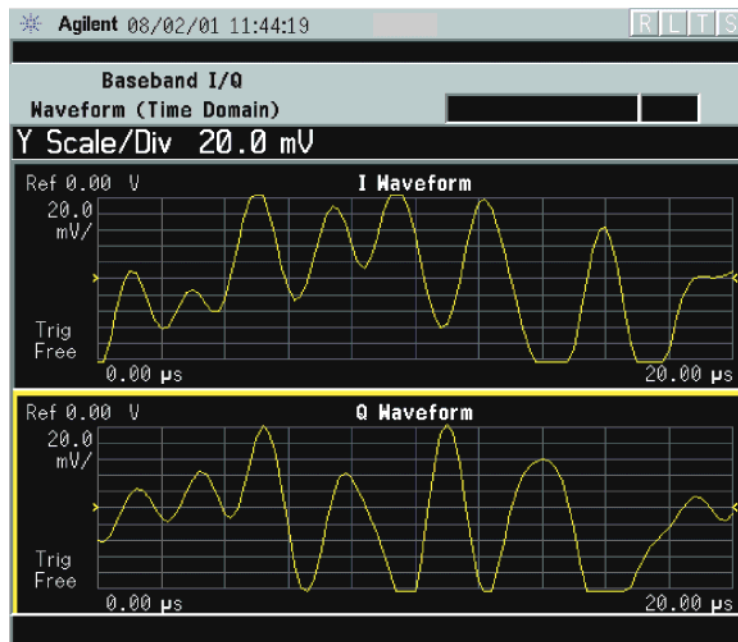 Agilent 08/02/01 11:44:19 R L T S
Baseband I/Q
Waveform (Time Domain)
Y Scale/Div 20.0 mV
Ref 0.00 V I Waveform
20.0
mV/
Trig
Free
0.00 µs 20.00 µs
Ref 0.00 V Q Waveform
20.0
mV/
Trig
Free
0.00 µs 20.00 µs